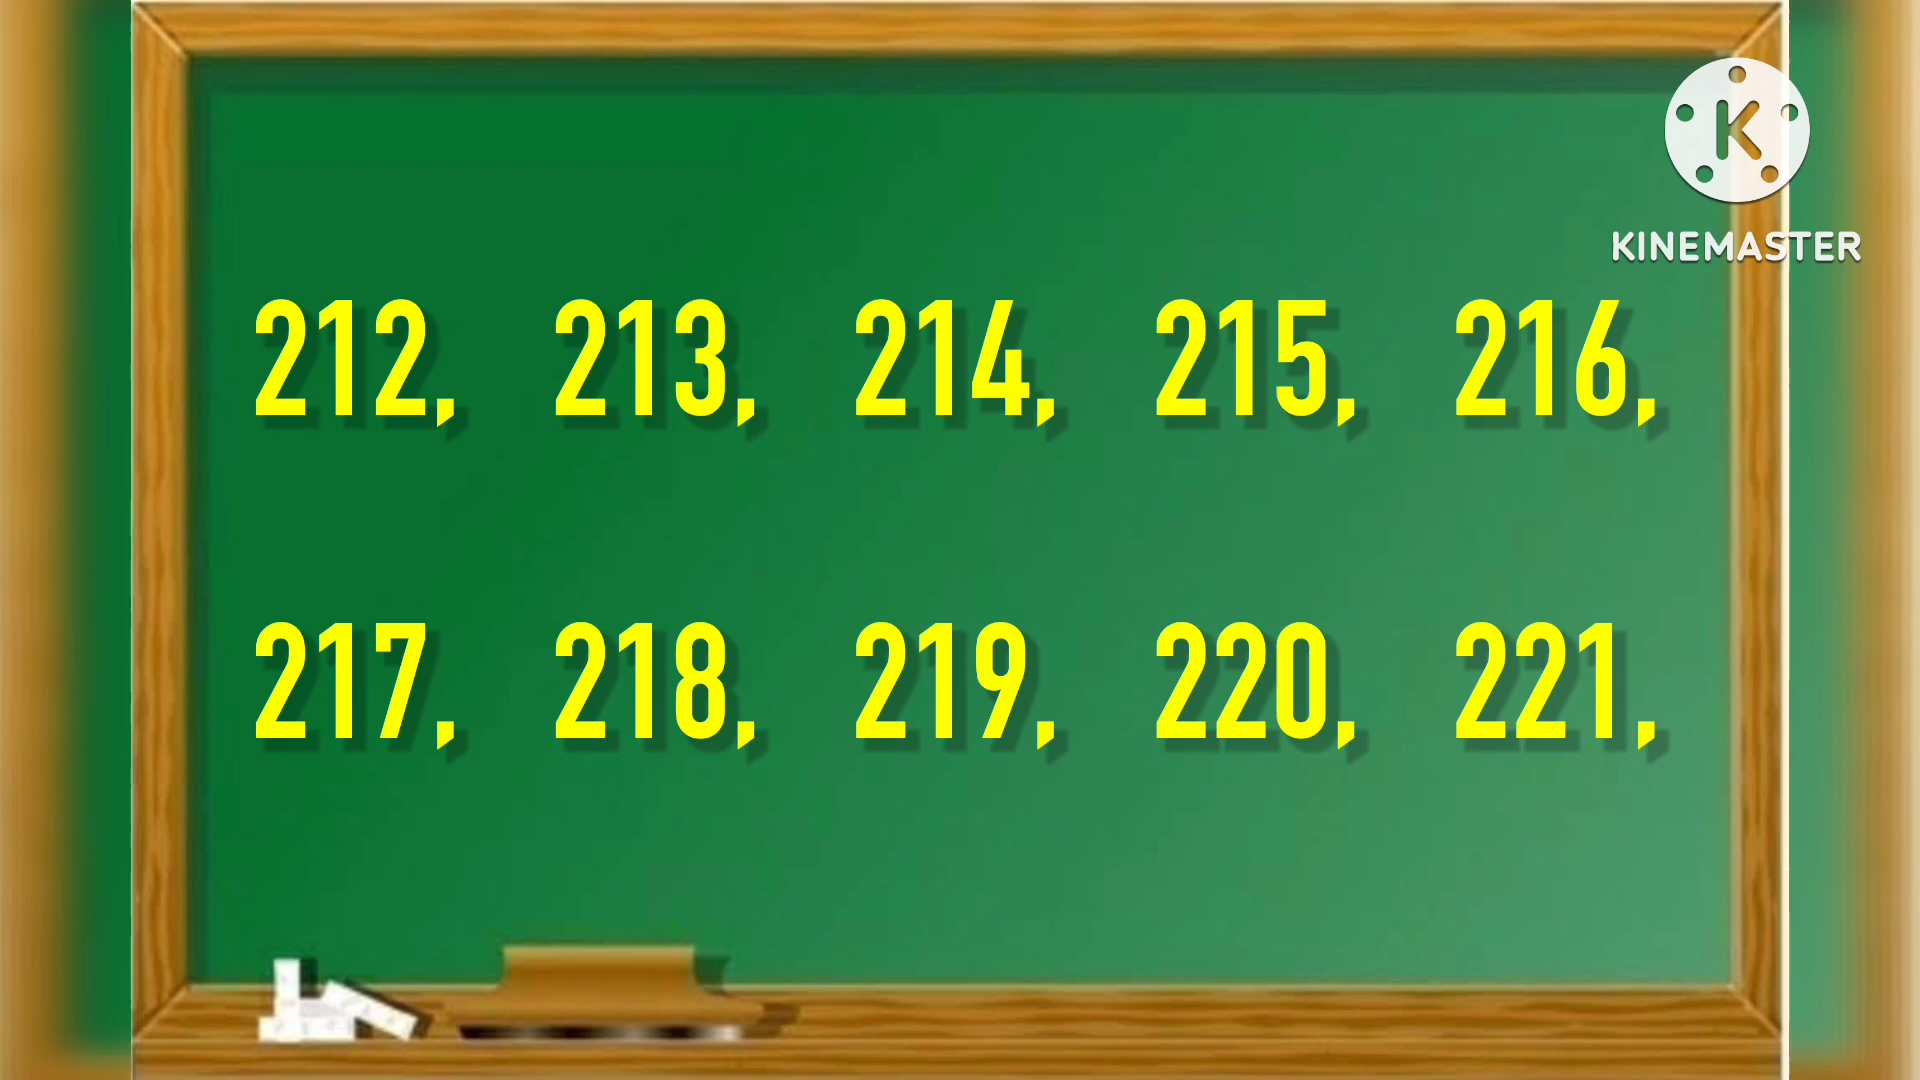 K
KINEMASTER
212, 213, 214, 215, 216,
217, 218, 219, 220, 221,